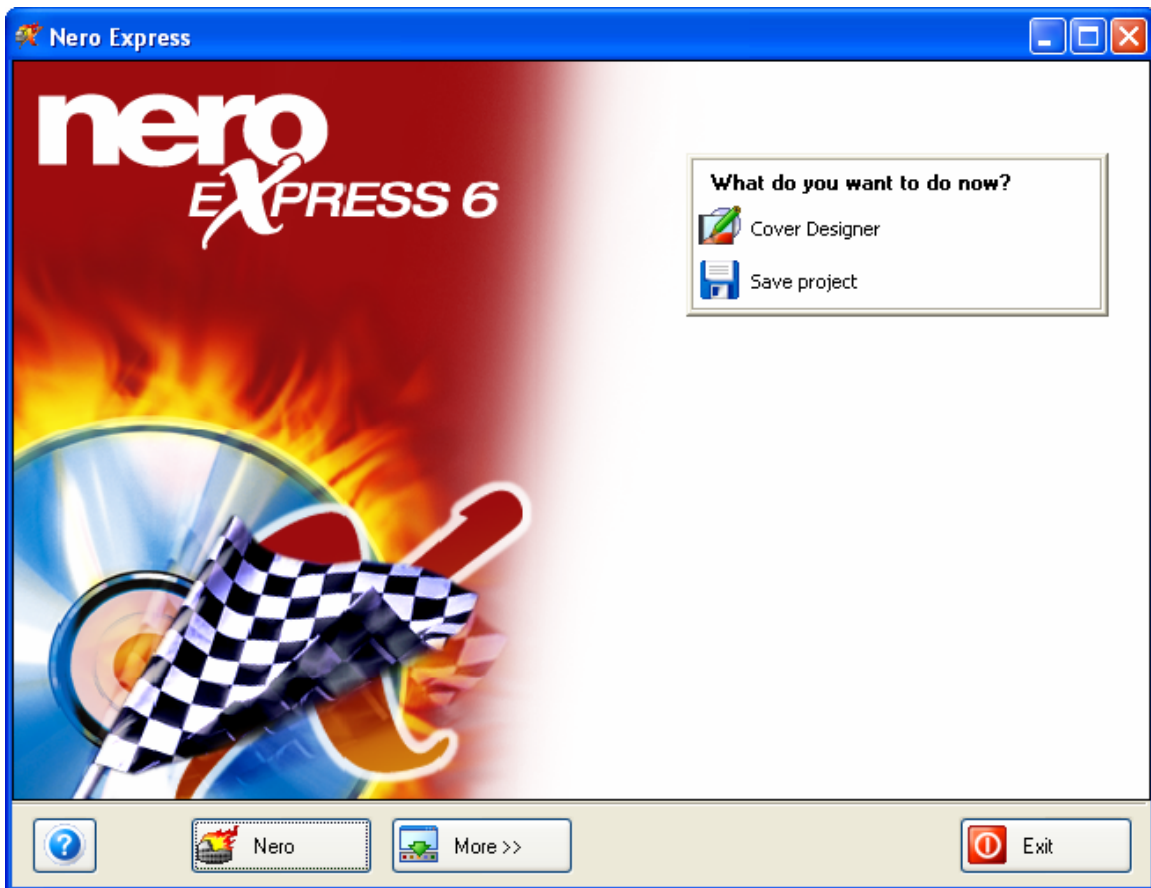 Nero Express
nero
EXPRESS 6
What do you want to do now?
Cover Designer
Save project
?
Nero
More >>
Exit